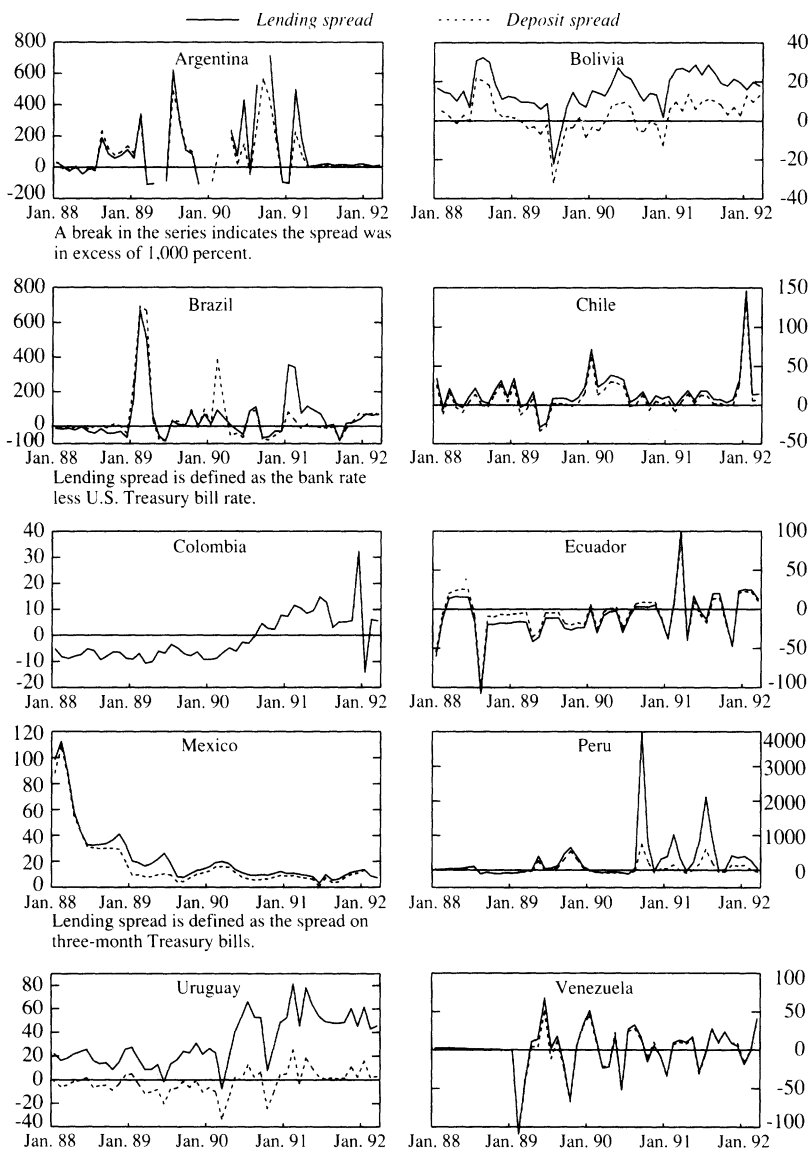 Lending spread
Deposit spread
Argentina
800
600
400
200
0
-200
Jan. 88 Jan. 89 Jan. 90 Jan. 91 Jan. 92
A break in the series indicates the spread was
in excess of 1,000 percent.
Bolivia
40
20
0
-20
-40
Jan. 88 Jan. 89 Jan. 90 Jan. 91 Jan. 92
Brazil
800
600
400
200
0
-100
Jan. 88 Jan. 89 Jan. 90 Jan. 91 Jan. 92
Lending spread is defined as the bank rate
less U.S. Treasury bill rate.
Chile
150
100
50
0
-50
Jan. 88 Jan. 89 Jan. 90 Jan. 91 Jan. 92
Colombia
40
30
20
10
0
-10
-20
Jan. 88 Jan. 89 Jan. 90 Jan. 91 Jan. 92
Ecuador
100
50
0
-50
-100
Jan. 88 Jan. 89 Jan. 90 Jan. 91 Jan. 92
Mexico
120
100
80
60
40
20
0
Jan. 88 Jan. 89 Jan. 90 Jan. 91 Jan. 92
Lending spread is defined as the spread on
three-month Treasury bills.
Peru
4000
3000
2000
1000
0
Jan. 88 Jan. 89 Jan. 90 Jan. 91 Jan. 92
Uruguay
80
60
40
20
0
-20
-40
Jan. 88 Jan. 89 Jan. 90 Jan. 91 Jan. 92
Venezuela
100
50
0
-50
-100
Jan. 88 Jan. 89 Jan. 90 Jan. 91 Jan. 92